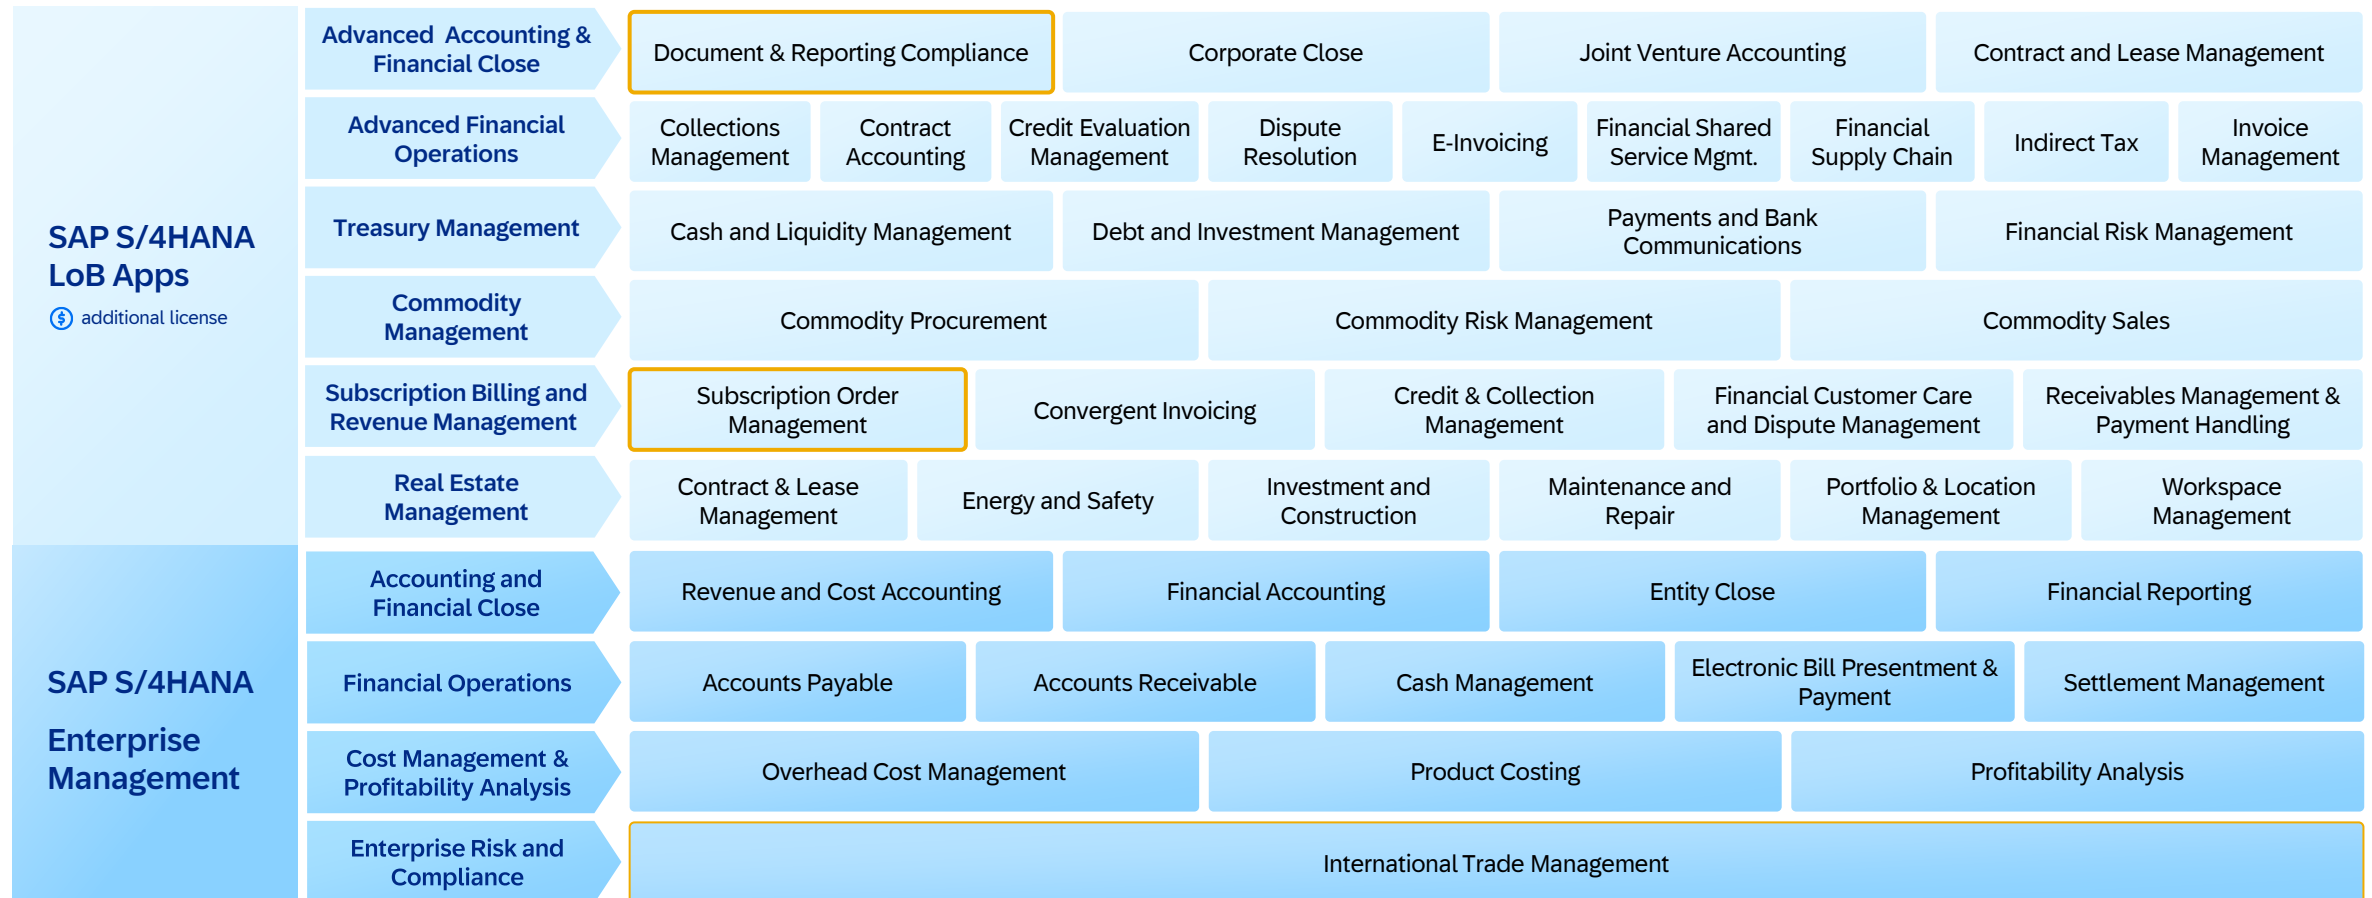 SAP S/4HANA
LoB Apps
$ additional license
Advanced Accounting &
Financial Close
Document & Reporting Compliance
Corporate Close
Joint Venture Accounting
Contract and Lease Management
Advanced Financial
Operations
Collections
Management
Contract
Accounting
Credit Evaluation
Management
Dispute
Resolution
E-Invoicing
Financial Shared
Service Mgmt.
Financial
Supply Chain
Indirect Tax
Invoice
Management
Treasury Management
Cash and Liquidity Management
Debt and Investment Management
Payments and Bank
Communications
Financial Risk Management
Commodity
Management
Commodity Procurement
Commodity Risk Management
Commodity Sales
Subscription Billing and
Revenue Management
Subscription Order
Management
Convergent Invoicing
Credit & Collection
Management
Financial Customer Care
and Dispute Management
Receivables Management &
Payment Handling
Real Estate
Management
Contract & Lease
Management
Energy and Safety
Investment and
Construction
Maintenance and
Repair
Portfolio & Location
Management
Workspace
Management
SAP S/4HANA
Enterprise
Management
Accounting and
Financial Close
Revenue and Cost Accounting
Financial Accounting
Entity Close
Financial Reporting
Financial Operations
Accounts Payable
Accounts Receivable
Cash Management
Electronic Bill Presentment &
Payment
Settlement Management
Cost Management &
Profitability Analysis
Overhead Cost Management
Product Costing
Profitability Analysis
Enterprise Risk and
Compliance
International Trade Management